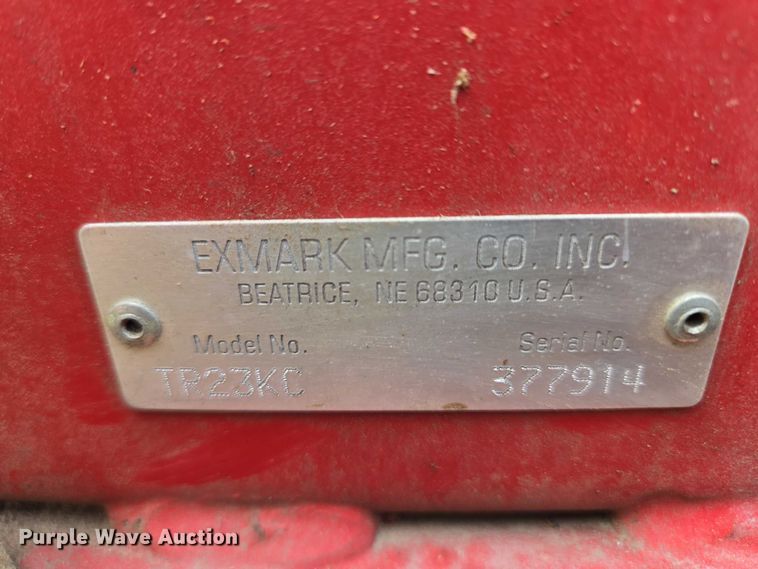 EXMARK MFG. CO. INC.
BEATRICE, NE 68310 U.S.A.
Model No. Serial No.
TR23KC 377914
Purple Wave Auction